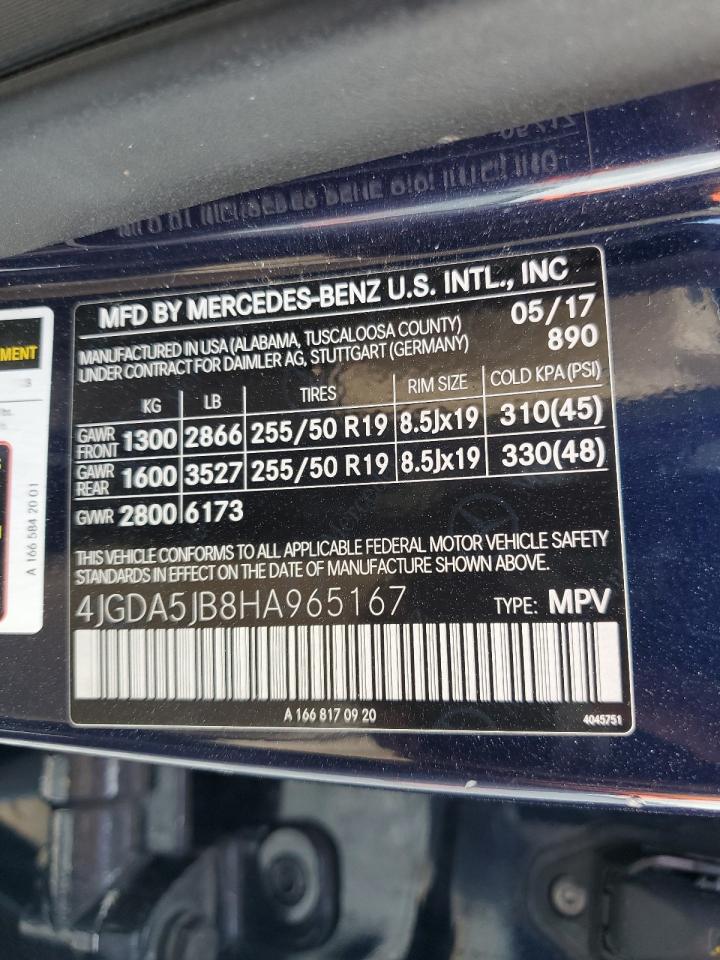 MFD BY MERCEDES-BENZ U.S. INTL., INC
MANUFACTURED IN USA (ALABAMA, TUSCALOOSA COUNTY) 05/17
UNDER CONTRACT FOR DAIMLER AG, STUTTGART (GERMANY) 890
KG LB TIRES RIM SIZE COLD KPA (PSI)
GAWR FRONT 1300 2866 255/50 R19 8.5Jx19 310(45)
GAWR REAR 1600 3527 255/50 R19 8.5Jx19 330(48)
GVWR 2800 6173
THIS VEHICLE CONFORMS TO ALL APPLICABLE FEDERAL MOTOR VEHICLE SAFETY
STANDARDS IN EFFECT ON THE DATE OF MANUFACTURE SHOWN ABOVE.
4JGDA5JB8HA965167 TYPE: MPV
A 166 817 09 20 4045751
A 166 584 20 01